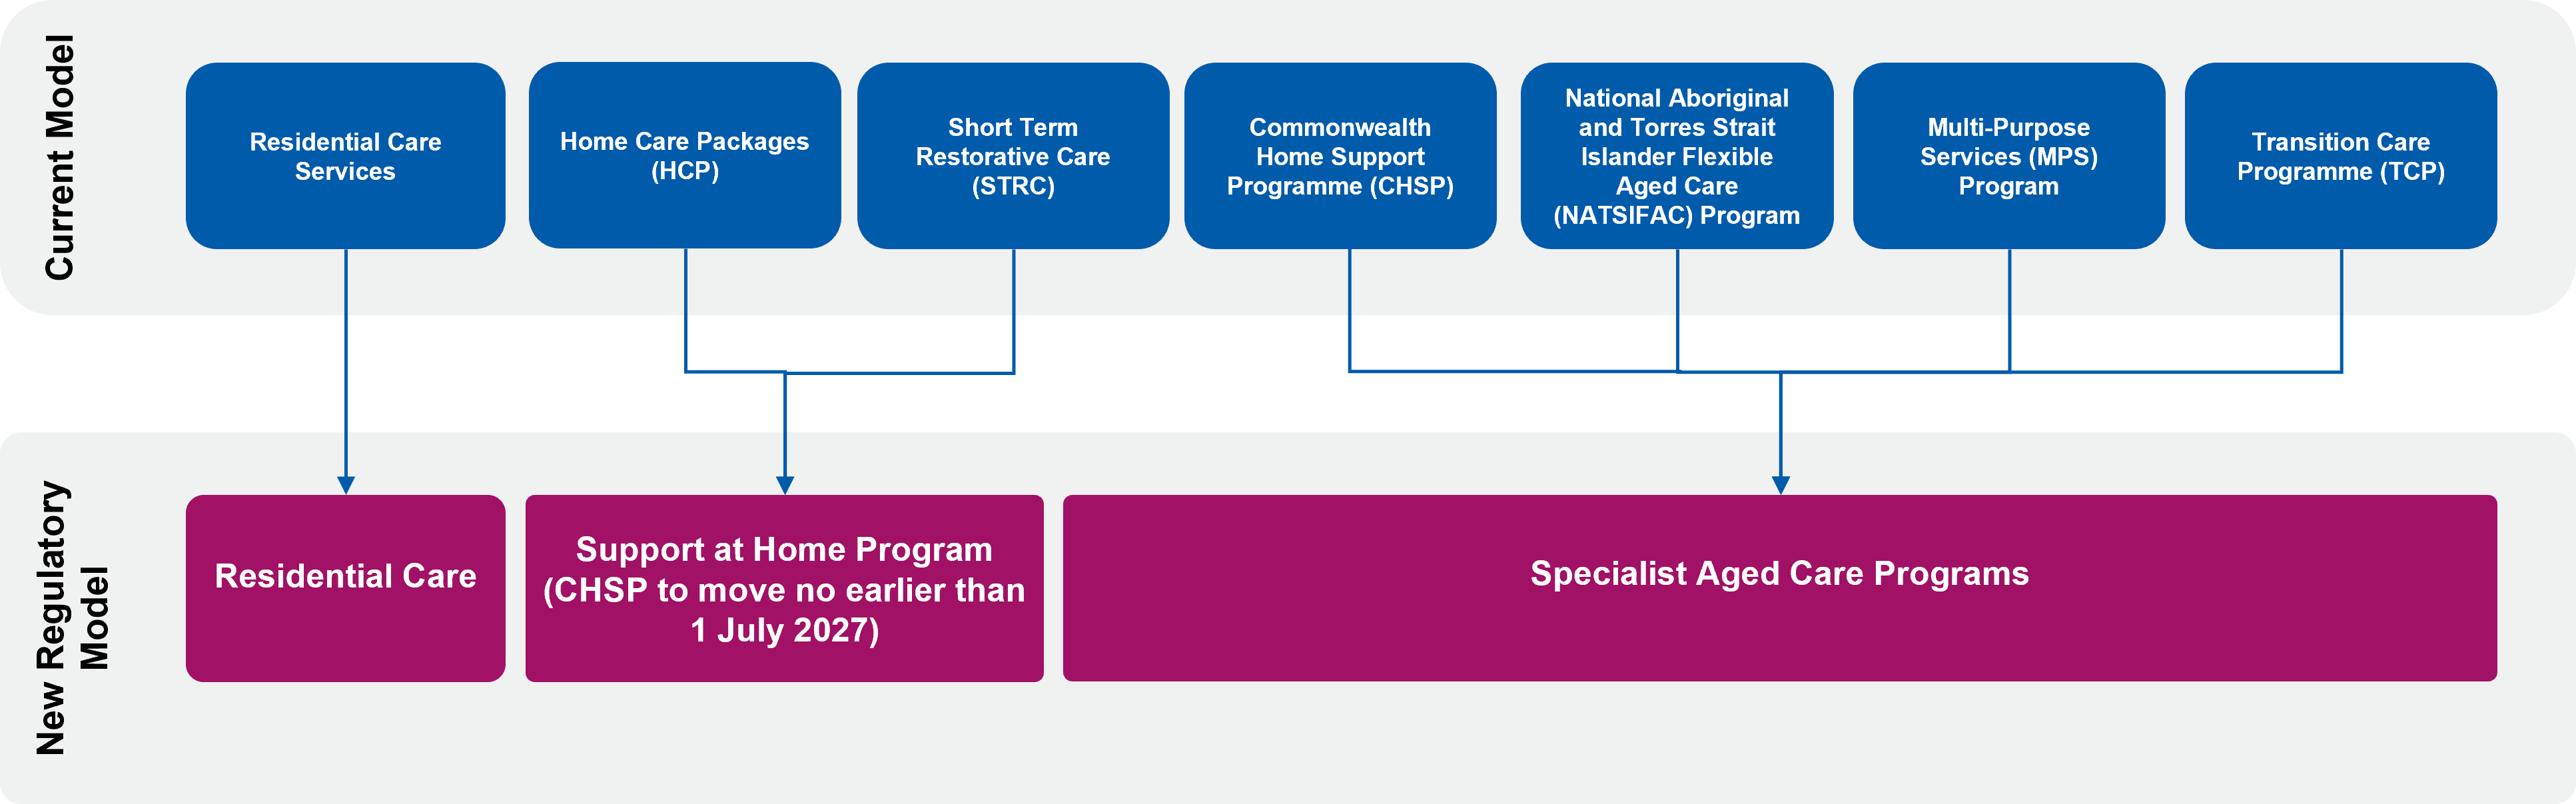 Current Model
Residential Care
Services
Home Care Packages
(HCP)
Short Term
Restorative Care
(STRC)
Commonwealth
Home Support
Programme (CHSP)
National Aboriginal
and Torres Strait
Islander Flexible
Aged Care
(NATSIFAC) Program
Multi-Purpose
Services (MPS)
Program
Transition Care
Programme (TCP)
New Regulatory
Model
Residential Care
Support at Home Program
(CHSP to move no earlier than
1 July 2027)
Specialist Aged Care Programs